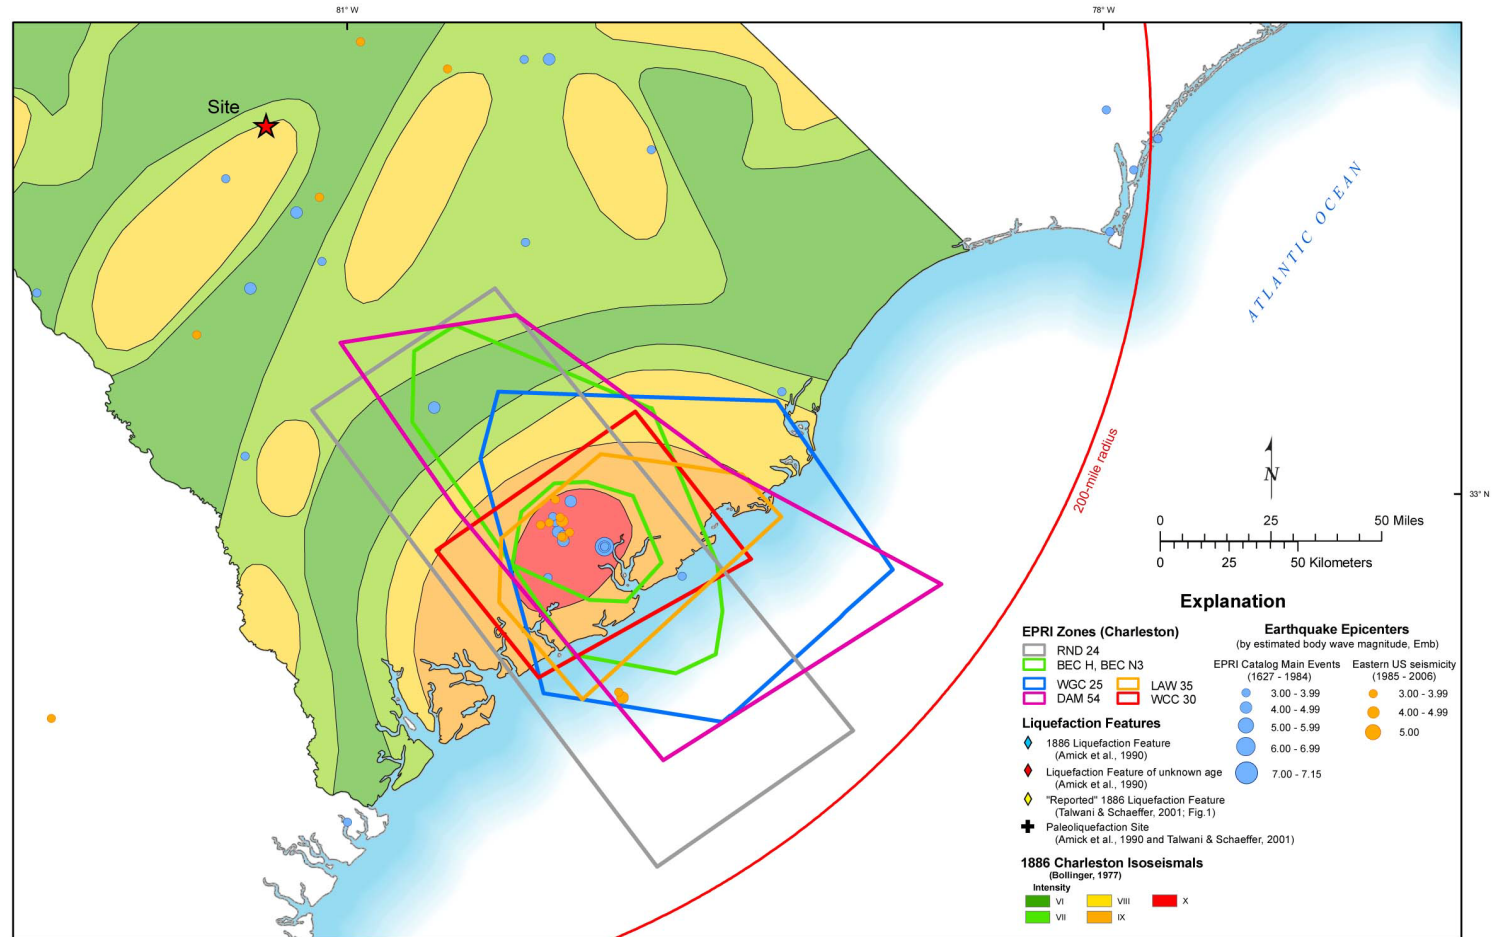 81° W
78° W
Site
ATLANTIC OCEAN
200-mile radius
N
33° N
0 25 50 Miles
0 25 50 Kilometers
Explanation
EPRI Zones (Charleston)
RND 24
BEC H, BEC N3
WGC 25
LAW 35
DAM 54
WCC 30
Liquefaction Features
1886 Liquefaction Feature
(Amick et al., 1990)
Liquefaction Feature of unknown age
(Amick et al., 1990)
"Reported" 1886 Liquefaction Feature
(Talwani & Schaeffer, 2001; Fig.1)
Paleoliquefaction Site
(Amick et al., 1990 and Talwani & Schaeffer, 2001)
1886 Charleston Isoseismals
(Bollinger, 1977)
Intensity
VI VIII X
VII IX
Earthquake Epicenters
(by estimated body wave magnitude, Emb)
EPRI Catalog Main Events
(1627 - 1984)
3.00 - 3.99
4.00 - 4.99
5.00 - 5.99
6.00 - 6.99
7.00 - 7.15
Eastern US seismicity
(1985 - 2006)
3.00 - 3.99
4.00 - 4.99
5.00